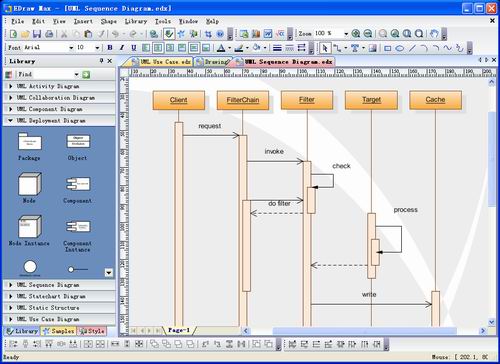 EDraw Max - [UML Sequence Diagram.edx]
File Edit View Insert Shape Symbols Library Tools Window Help
Zoom 100 %
Font Arial 10
B I U
Library
UML Use Case.edx Drawing UML Sequence Diagram.edx
Find
UML Activity Diagram
UML Collaboration Diagram
UML Component Diagram
UML Deployment Diagram
Package Object
Node Component
Node Instance Component Instance
UML Sequence Diagram
UML Statechart Diagram
UML Static Structure
UML Use Case Diagram
Library Samples Style
Client FilterChain Filter Target Cache
request
invoke
check
do filter
process
write
Page-1
Ready
Mouse: [ 202.1, 8